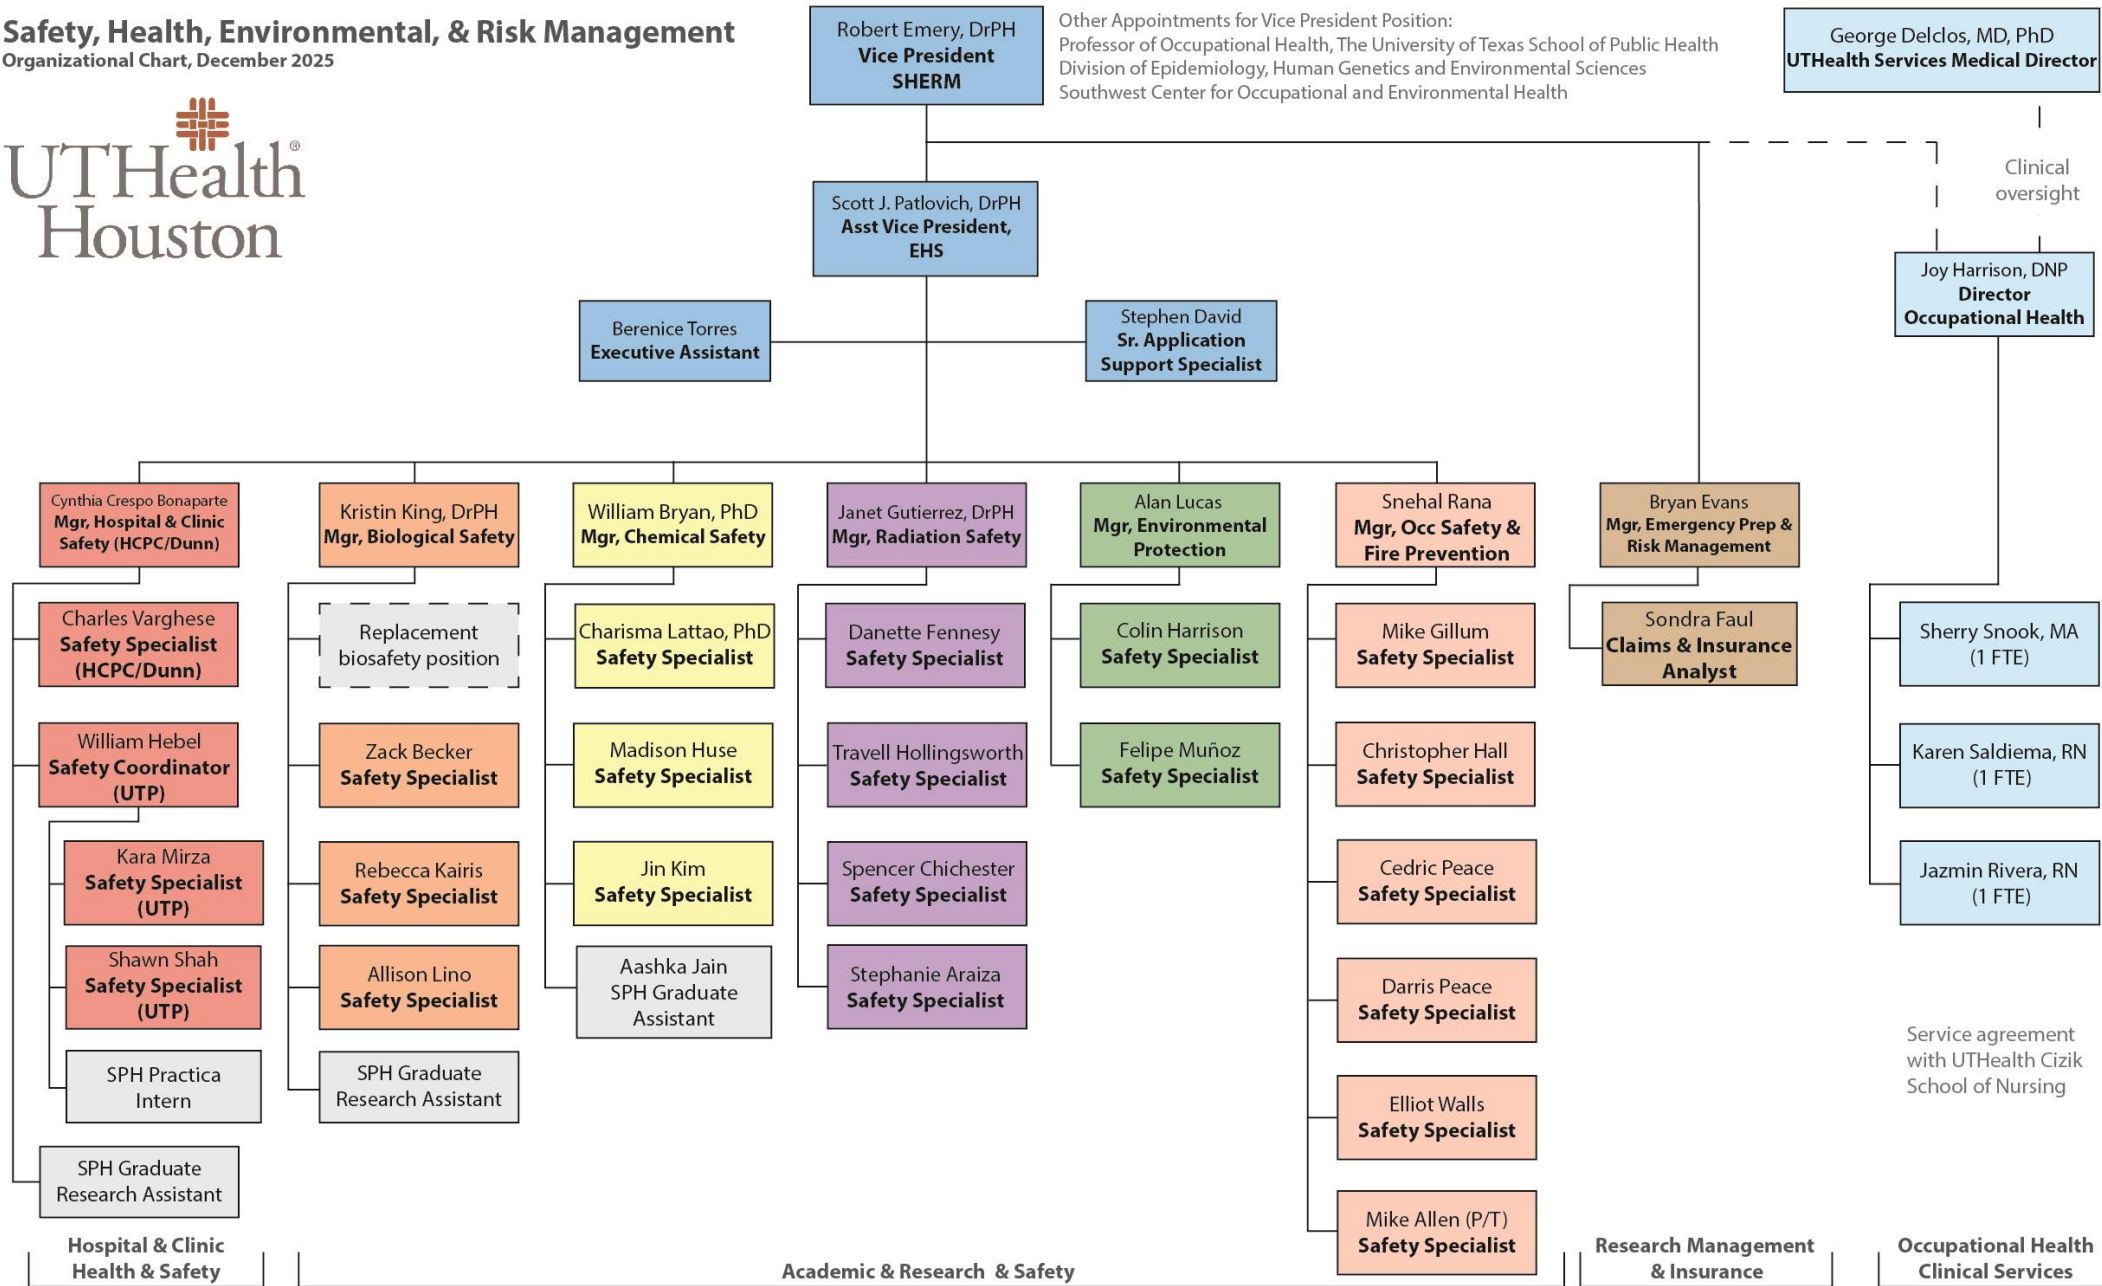 Safety, Health, Environmental, & Risk Management
Organizational Chart, December 2025
UTHealth®
Houston
Robert Emery, DrPH
Vice President
SHERM
Other Appointments for Vice President Position:
Professor of Occupational Health, The University of Texas School of Public Health
Division of Epidemiology, Human Genetics and Environmental Sciences
Southwest Center for Occupational and Environmental Health
George Delclos, MD, PhD
UTHealth Services Medical Director
Clinical
oversight
Scott J. Patlovich, DrPH
Asst Vice President,
EHS
Joy Harrison, DNP
Director
Occupational Health
Berenice Torres
Executive Assistant
Stephen David
Sr. Application
Support Specialist
Cynthia Crespo Bonaparte
Mgr, Hospital & Clinic
Safety (HCPC/Dunn)
Charles Varghese
Safety Specialist
(HCPC/Dunn)
William Hebel
Safety Coordinator
(UTP)
Kara Mirza
Safety Specialist
(UTP)
Shawn Shah
Safety Specialist
(UTP)
SPH Practica
Intern
SPH Graduate
Research Assistant
Kristin King, DrPH
Mgr, Biological Safety
Replacement
biosafety position
Zack Becker
Safety Specialist
Rebecca Kairis
Safety Specialist
Allison Lino
Safety Specialist
SPH Graduate
Research Assistant
William Bryan, PhD
Mgr, Chemical Safety
Charisma Lattao, PhD
Safety Specialist
Madison Huse
Safety Specialist
Jin Kim
Safety Specialist
Aashka Jain
SPH Graduate
Assistant
Janet Gutierrez, DrPH
Mgr, Radiation Safety
Danette Fennesy
Safety Specialist
Travell Hollingsworth
Safety Specialist
Spencer Chichester
Safety Specialist
Stephanie Araiza
Safety Specialist
Alan Lucas
Mgr, Environmental
Protection
Colin Harrison
Safety Specialist
Felipe Muñoz
Safety Specialist
Snehal Rana
Mgr, Occ Safety &
Fire Prevention
Mike Gillum
Safety Specialist
Christopher Hall
Safety Specialist
Cedric Peace
Safety Specialist
Darris Peace
Safety Specialist
Elliot Walls
Safety Specialist
Mike Allen (P/T)
Safety Specialist
Bryan Evans
Mgr, Emergency Prep &
Risk Management
Sondra Faul
Claims & Insurance
Analyst
Sherry Snook, MA
(1 FTE)
Karen Saldiema, RN
(1 FTE)
Jazmin Rivera, RN
(1 FTE)
Service agreement
with UTHealth Cizik
School of Nursing
Hospital & Clinic
Health & Safety
Academic & Research & Safety
Research Management
& Insurance
Occupational Health
Clinical Services